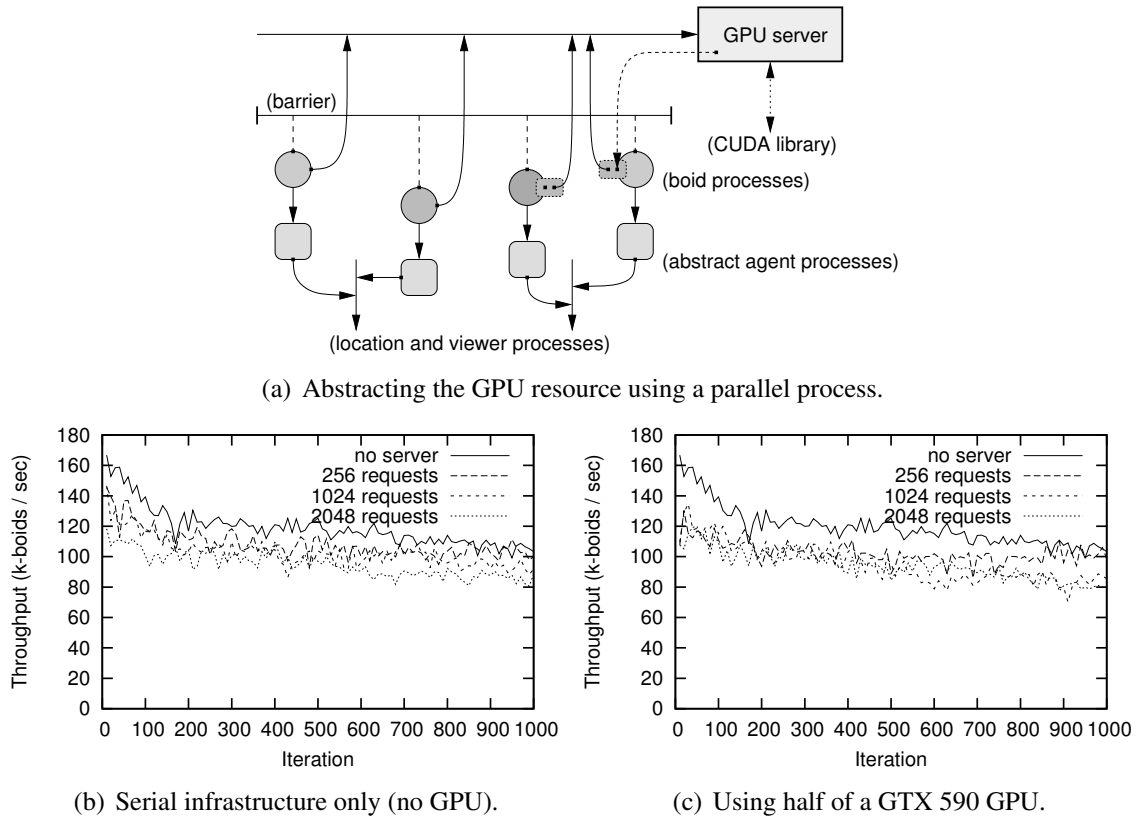 GPU server
(barrier)
(CUDA library)
(boid processes)
(abstract agent processes)
(location and viewer processes)
(a) Abstracting the GPU resource using a parallel process.
Throughput (k-boids / sec)
180
160
140
120
100
80
60
40
20
0
no server
256 requests
1024 requests
2048 requests
0 100 200 300 400 500 600 700 800 900 1000
Iteration
(b) Serial infrastructure only (no GPU).
Throughput (k-boids / sec)
180
160
140
120
100
80
60
40
20
0
no server
256 requests
1024 requests
2048 requests
0 100 200 300 400 500 600 700 800 900 1000
Iteration
(c) Using half of a GTX 590 GPU.